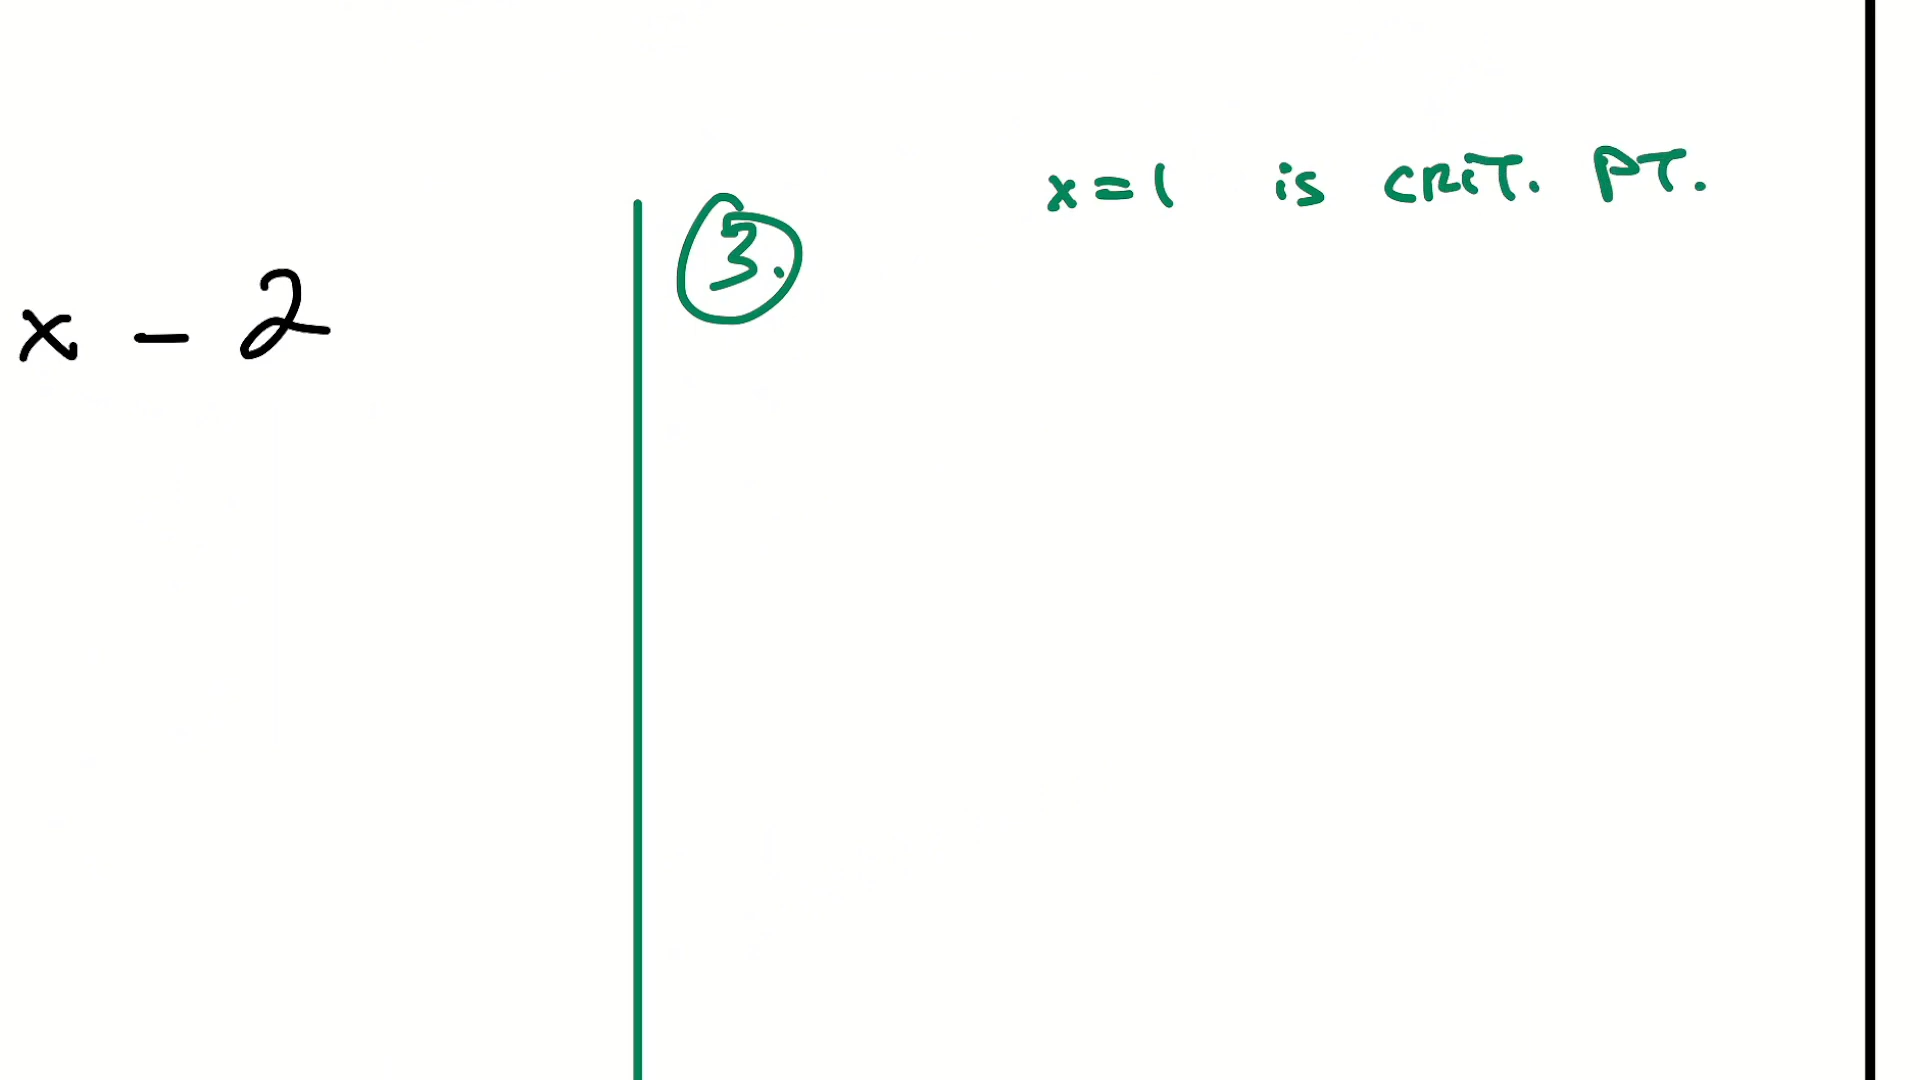 x = 1 is CRIT. PT.
3.
x - 2